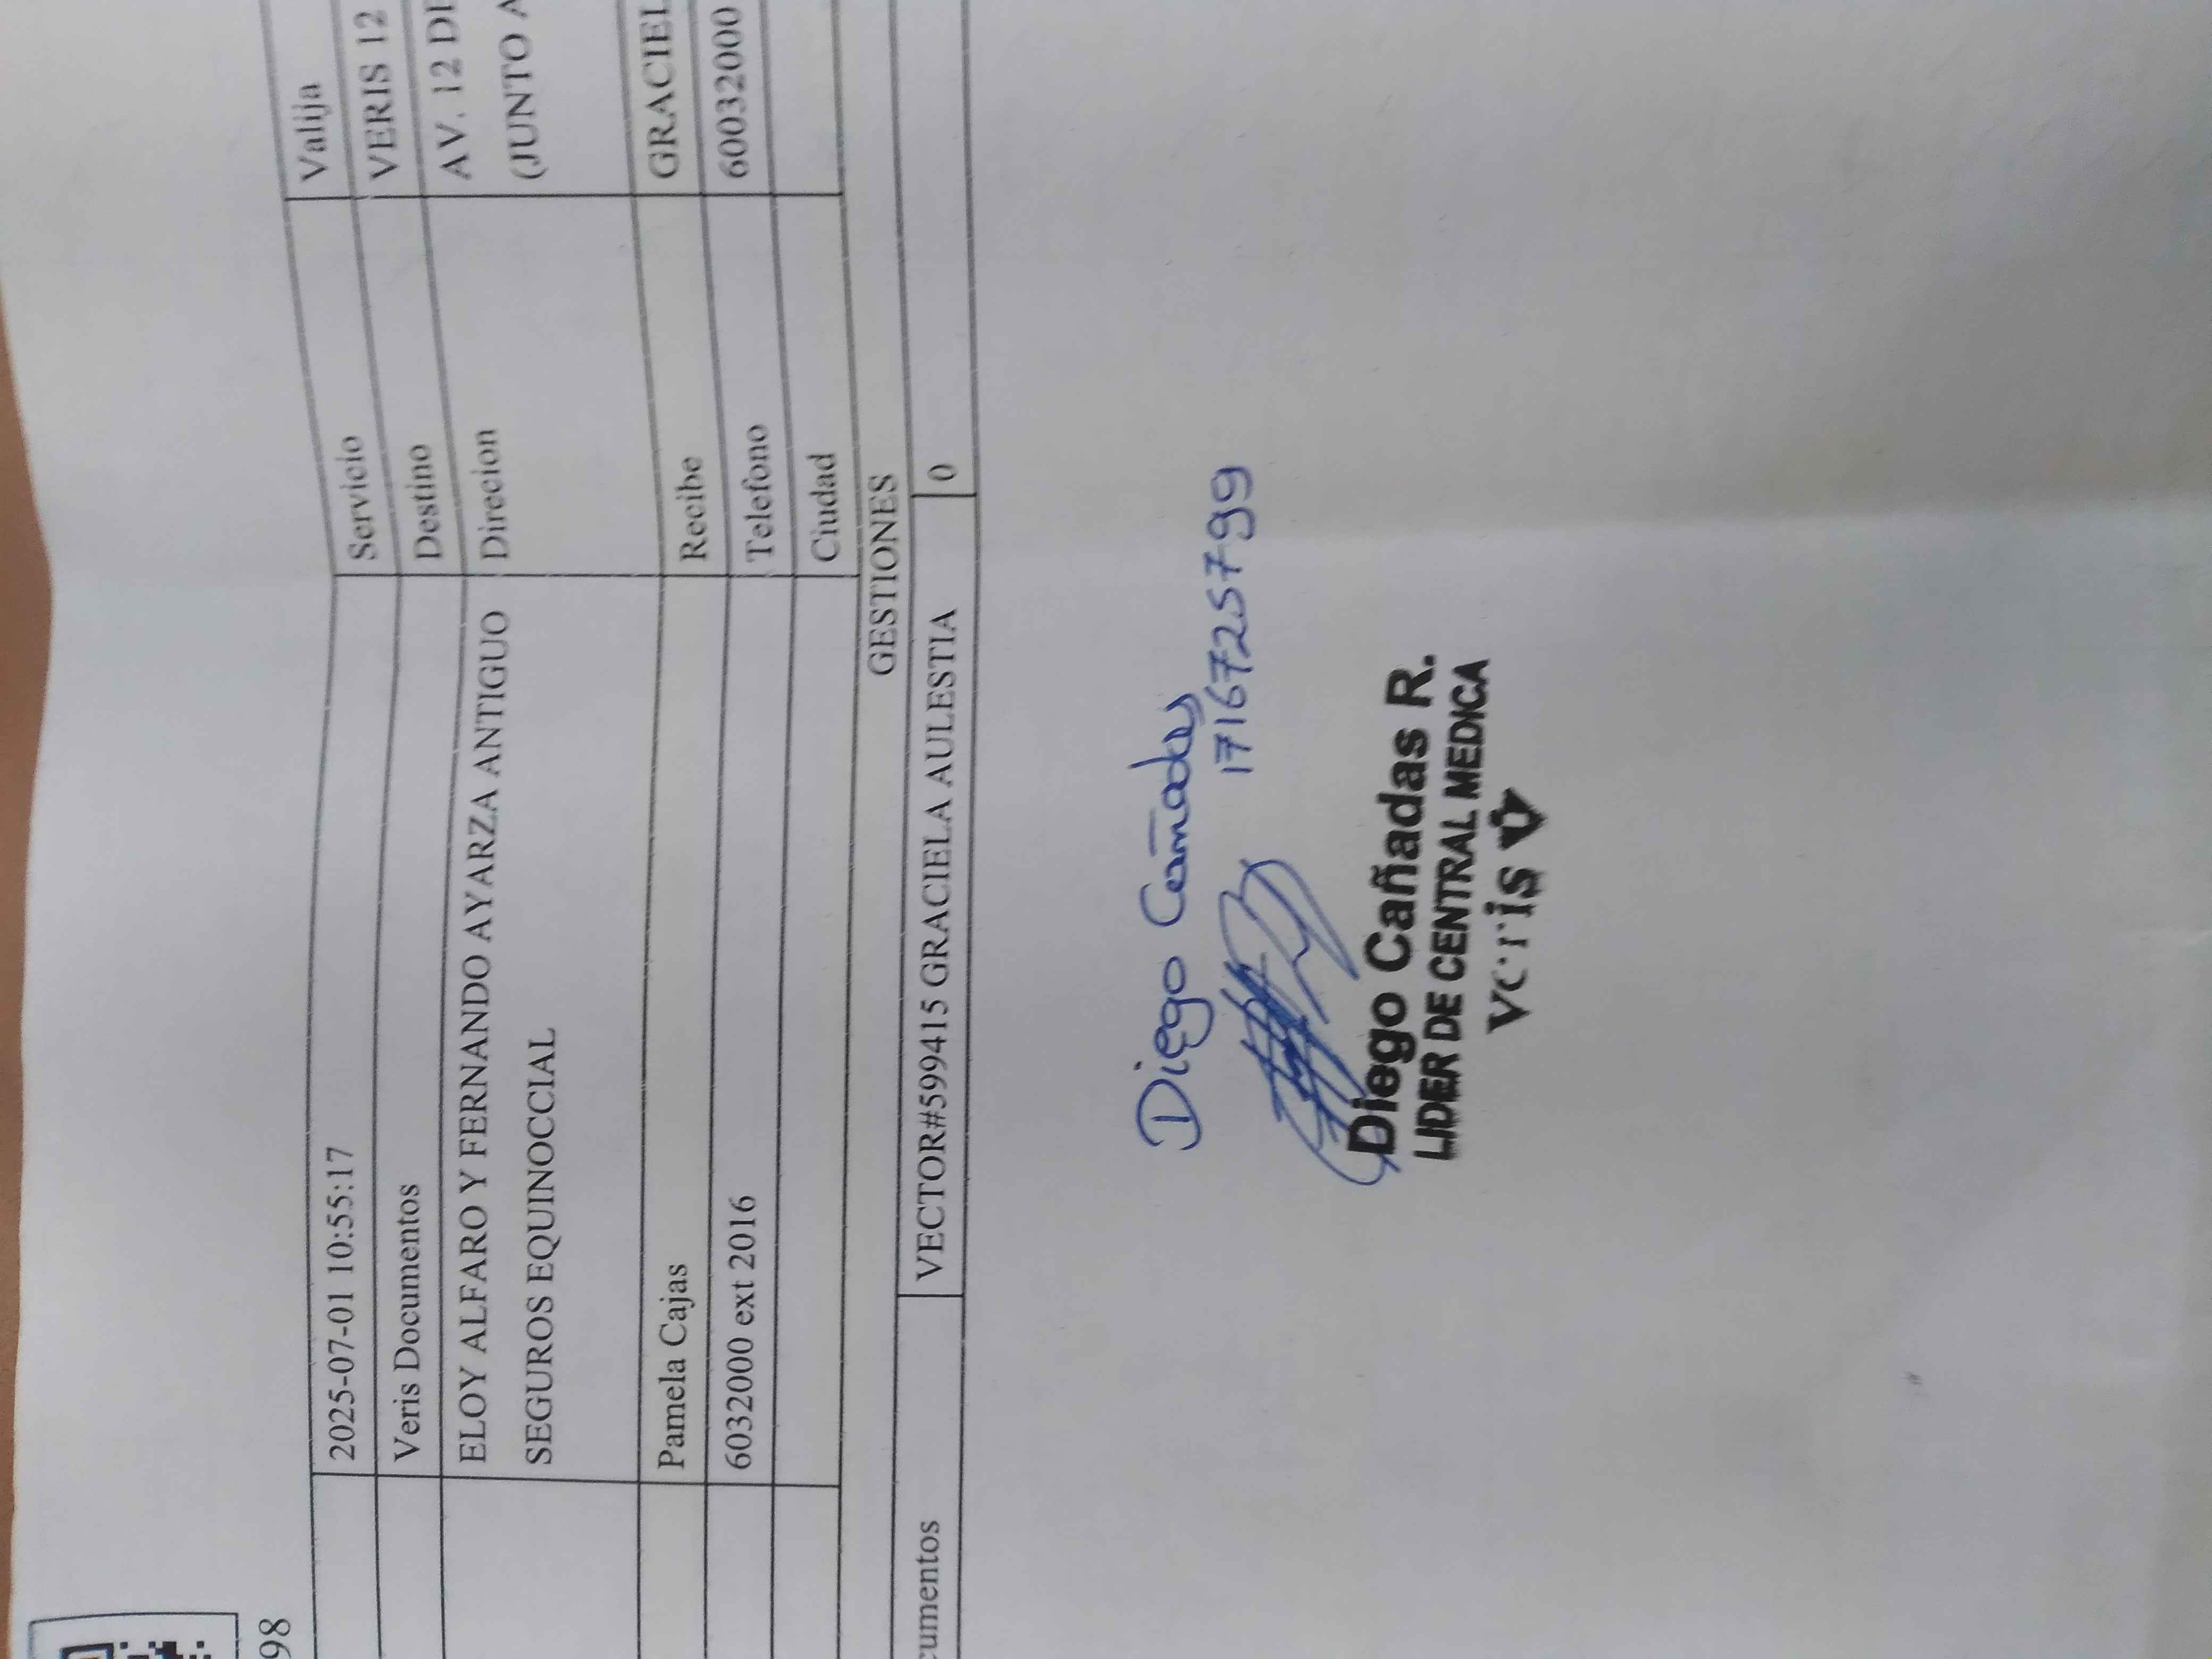 98
2025-07-01 10:55:17 Servicio Valija
Veris Documentos Destino VERIS 12
ELOY ALFARO Y FERNANDO AYARZA ANTIGUO Direcion AV. 12 DE
SEGUROS EQUINOCCIAL (JUNTO A
Pamela Cajas Recibe GRACIEL
6032000 ext 2016 Telefono 60032000
Ciudad
GESTIONES
cumentos VECTOR#599415 GRACIELA AULESTIA 0
Diego Cañadas
1716725799
Diego Cañadas R.
LIDER DE CENTRAL MEDICA
veris